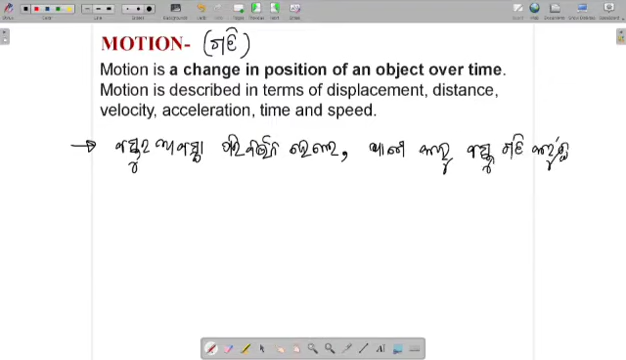 MOTION- (ଗତି)
Motion is a change in position of an object over time.
Motion is described in terms of displacement, distance,
velocity, acceleration, time and speed.
→ ବସ୍ତୁର ଅବସ୍ଥା ପରିବର୍ତ୍ତନ ହେଲେ, ଆମେ କହୁ ବସ୍ତୁ ଗତି କରୁଛି